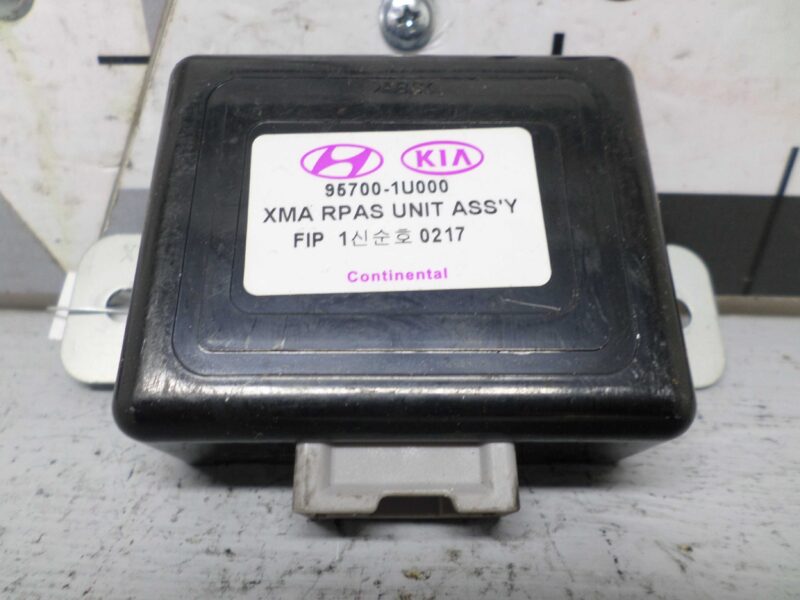 KIA
95700-1U000
XMA RPAS UNIT ASS'Y
FIP 1신순호 0217
Continental